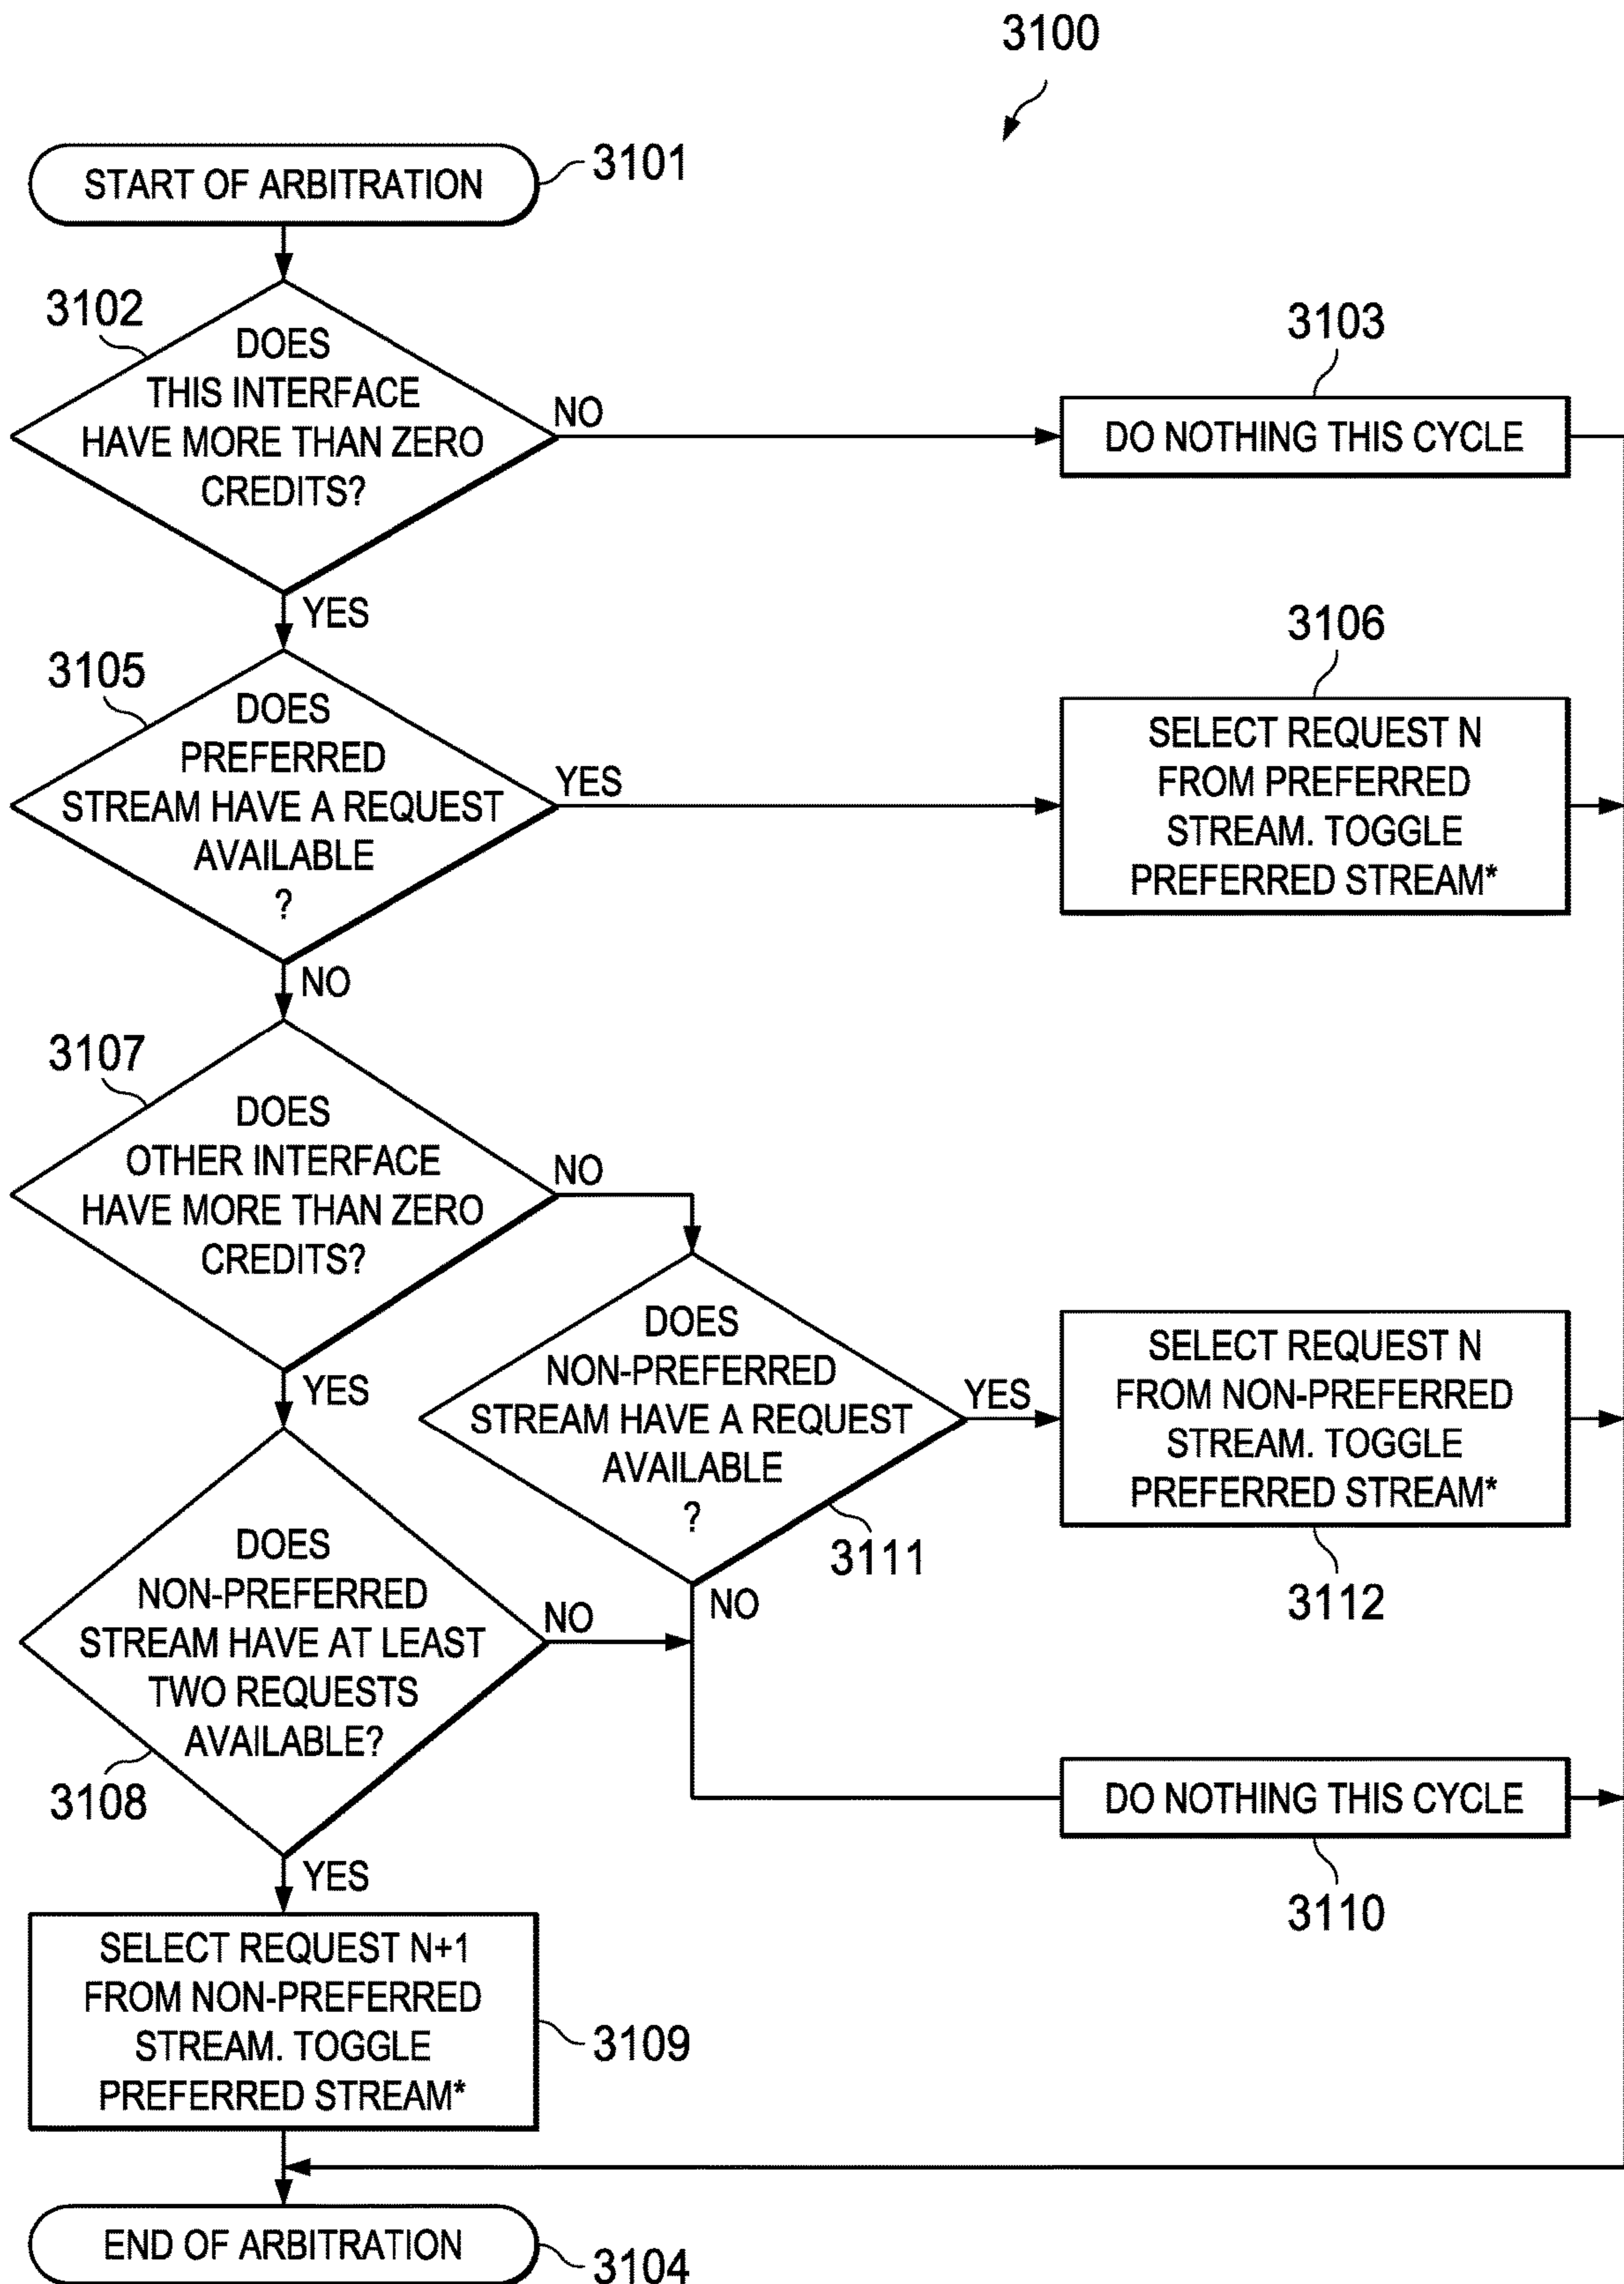 3100
START OF ARBITRATION
3101
3102
DOES
THIS INTERFACE
HAVE MORE THAN ZERO
CREDITS?
NO
3103
DO NOTHING THIS CYCLE
YES
3105
DOES
PREFERRED
STREAM HAVE A REQUEST
AVAILABLE
?
YES
3106
SELECT REQUEST N
FROM PREFERRED
STREAM. TOGGLE
PREFERRED STREAM*
NO
3107
DOES
OTHER INTERFACE
HAVE MORE THAN ZERO
CREDITS?
NO
YES
DOES
NON-PREFERRED
STREAM HAVE A REQUEST
AVAILABLE
?
3111
YES
SELECT REQUEST N
FROM NON-PREFERRED
STREAM. TOGGLE
PREFERRED STREAM*
3112
NO
DOES
NON-PREFERRED
STREAM HAVE AT LEAST
TWO REQUESTS
AVAILABLE?
3108
NO
DO NOTHING THIS CYCLE
3110
YES
SELECT REQUEST N+1
FROM NON-PREFERRED
STREAM. TOGGLE
PREFERRED STREAM*
3109
END OF ARBITRATION
3104